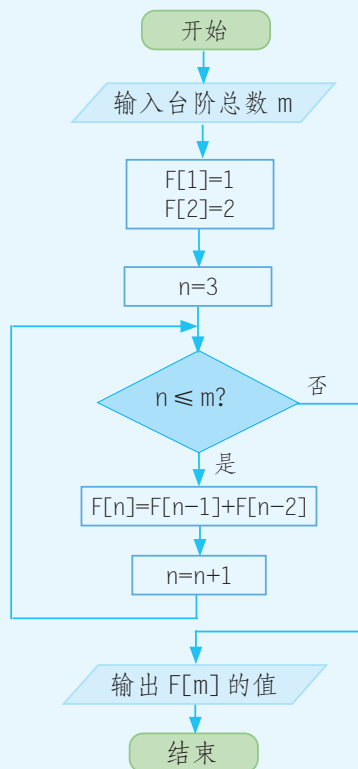 开始
输入台阶总数 m
F[1]=1
F[2]=2
n=3
n ≤ m?
否
是
F[n]=F[n-1]+F[n-2]
n=n+1
输出 F[m] 的值
结束